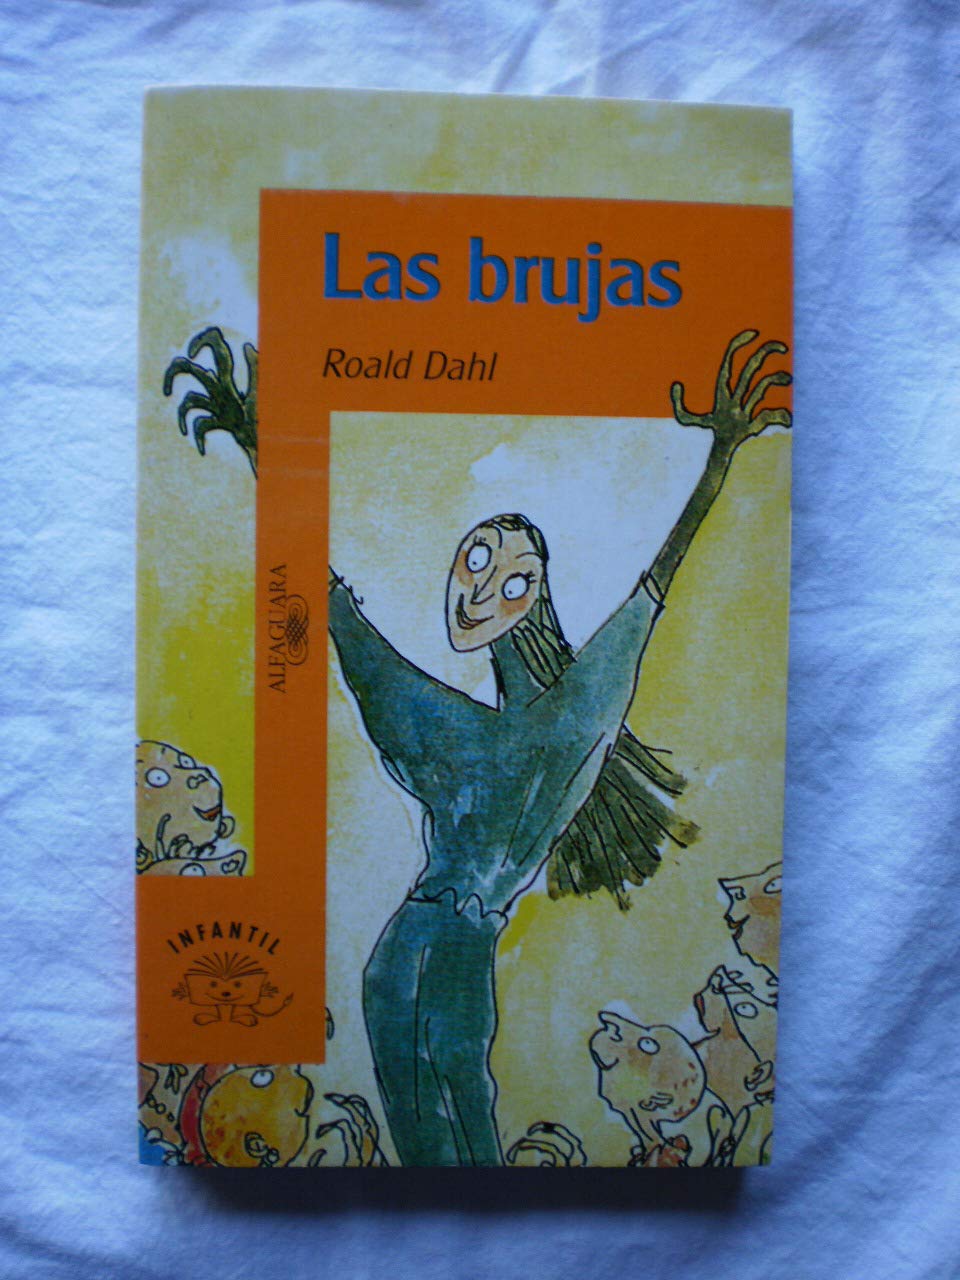 Las brujas
Roald Dahl
ALFAGUARA
INFANTIL